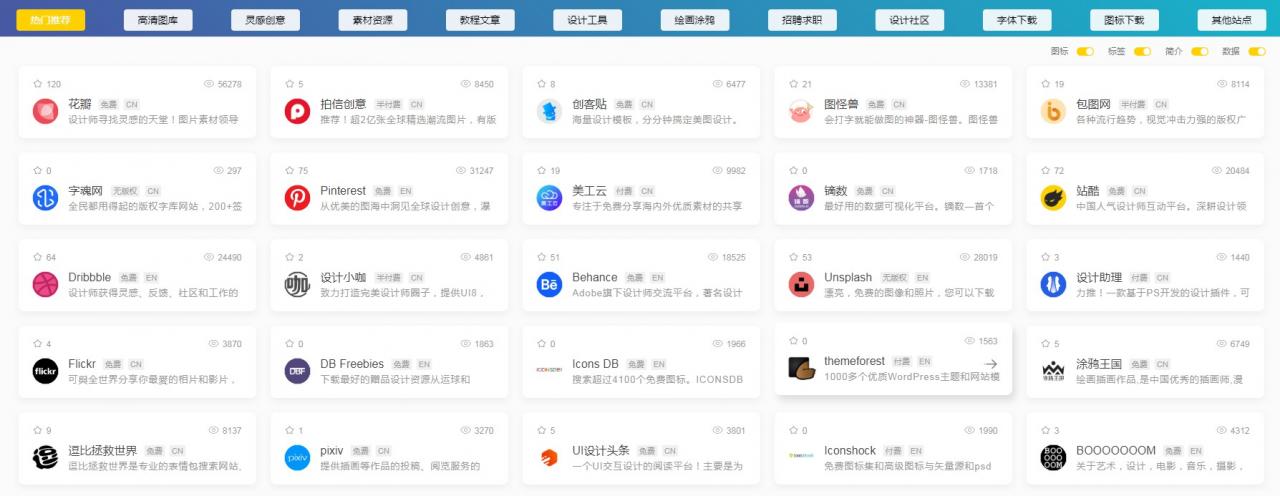 热门推荐 高清图库 灵感创意 素材资源 教程文章 设计工具 绘画涂鸦 招聘求职 设计社区 字体下载 图标下载 其他站点
图标 标签 简介 数据
120 56278
花瓣 免费 CN
设计师寻找灵感的天堂！图片素材领导
5 8450
拍信创意 半付费 CN
推荐！超2亿张全球精选潮流图片，有版
8 6477
创客贴 免费 CN
海量设计模板，分分钟搞定美图设计。
21 13381
图怪兽 免费 CN
会打字就能做图的神器-图怪兽。图怪兽
19 8114
包图网 半付费 CN
各种流行趋势，视觉冲击力强的版权广
0 297
字魂网 无版权 CN
全民都用得起的版权字库网站，200+签
75 31247
Pinterest 免费 EN
从优美的图海中洞见全球设计创意，瀑
19 9982
美工云 付费 CN
专注于免费分享海内外优质素材的共享
0 1718
镝数 免费 CN
最好用的数据可视化平台。镝数—首个
72 20484
站酷 免费 CN
中国人气设计师互动平台。深耕设计领
64 24490
Dribbble 免费 EN
设计师获得灵感、反馈、社区和工作的
2 4861
设计小咖 半付费 CN
致力打造完美设计师圈子，提供UI8，
51 18525
Behance 免费 EN
Adobe旗下设计师交流平台，著名设计
53 28019
Unsplash 无版权 EN
漂亮，免费的图像和照片，您可以下载
3 1440
设计助理 付费 CN
力推！一款基于PS开发的设计插件，可
4 3870
Flickr 免费 CN
可與全世界分享你最愛的相片和影片，
0 1863
DB Freebies 免费 EN
下载最好的赠品设计资源从运球和
0 1966
Icons DB 免费 EN
搜索超过4100个免费图标。ICONSDB
0 1563
themeforest 付费 EN
1000多个优质WordPress主题和网站模
5 6749
涂鸦王国 免费 CN
绘画插画作品,是中国优秀的插画师,漫
9 8137
逗比拯救世界 免费 CN
逗比拯救世界是专业的表情包搜索网站,
1 3270
pixiv 免费 CN
提供插画等作品的投稿、阅览服务的
5 3801
UI设计头条 免费 CN
一个UI交互设计的阅读平台！主要是为
0 1990
Iconshock 付费 EN
免费图标集和高级图标与矢量源和psd
3 4312
BOOOOOOOM 免费 EN
关于艺术，设计，电影，音乐，摄影，